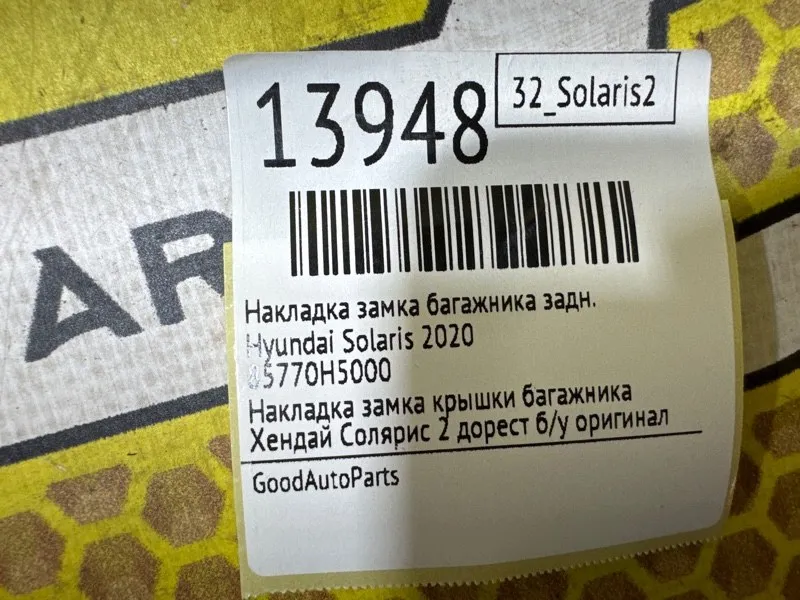 13948
32_Solaris2
AR
Накладка замка багажника задн.
Hyundai Solaris 2020
85770H5000
Накладка замка крышки багажника
Хендай Солярис 2 дорест б/у оригинал
GoodAutoParts